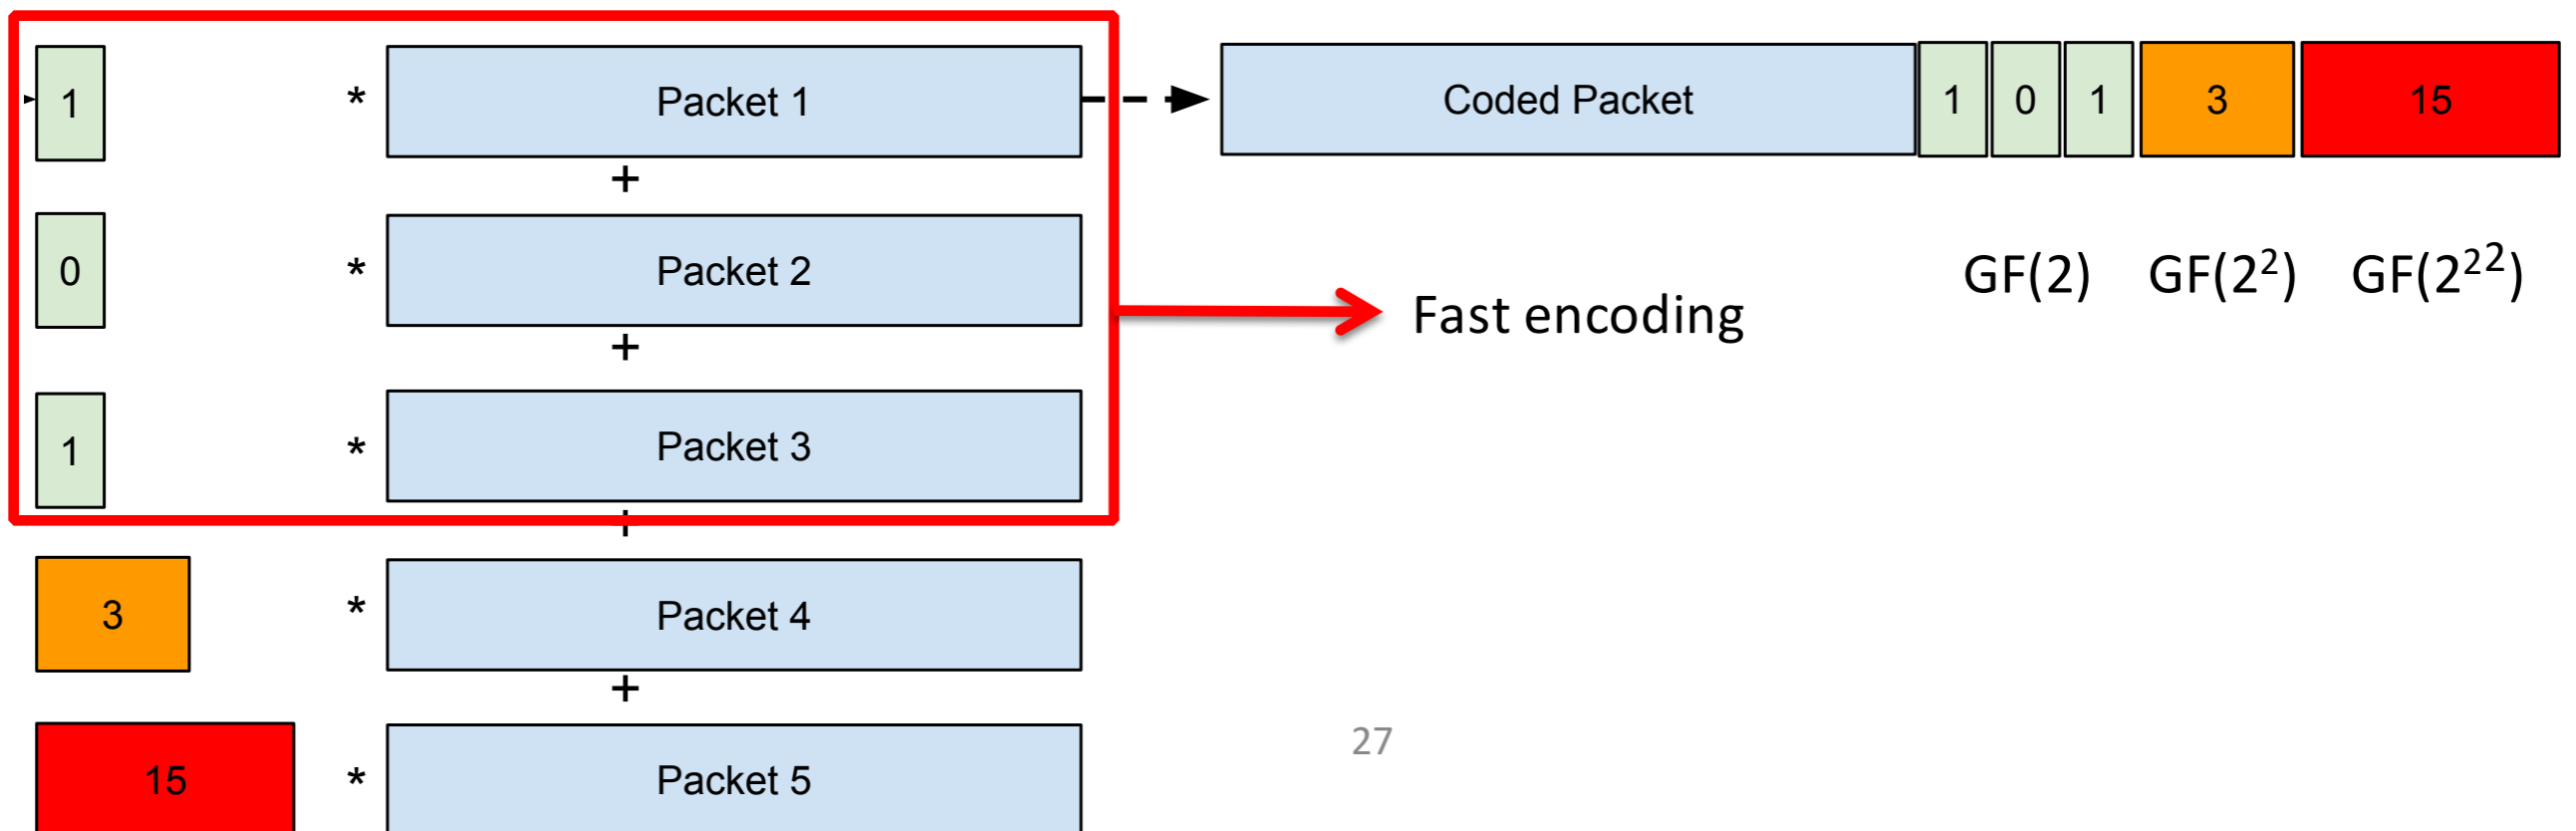 1 * Packet 1 Coded Packet 1 0 1 3 15
+
0 * Packet 2 GF(2) GF(2²) GF(2²²)
Fast encoding
+
1 * Packet 3
+
3 * Packet 4
+
27
15 * Packet 5